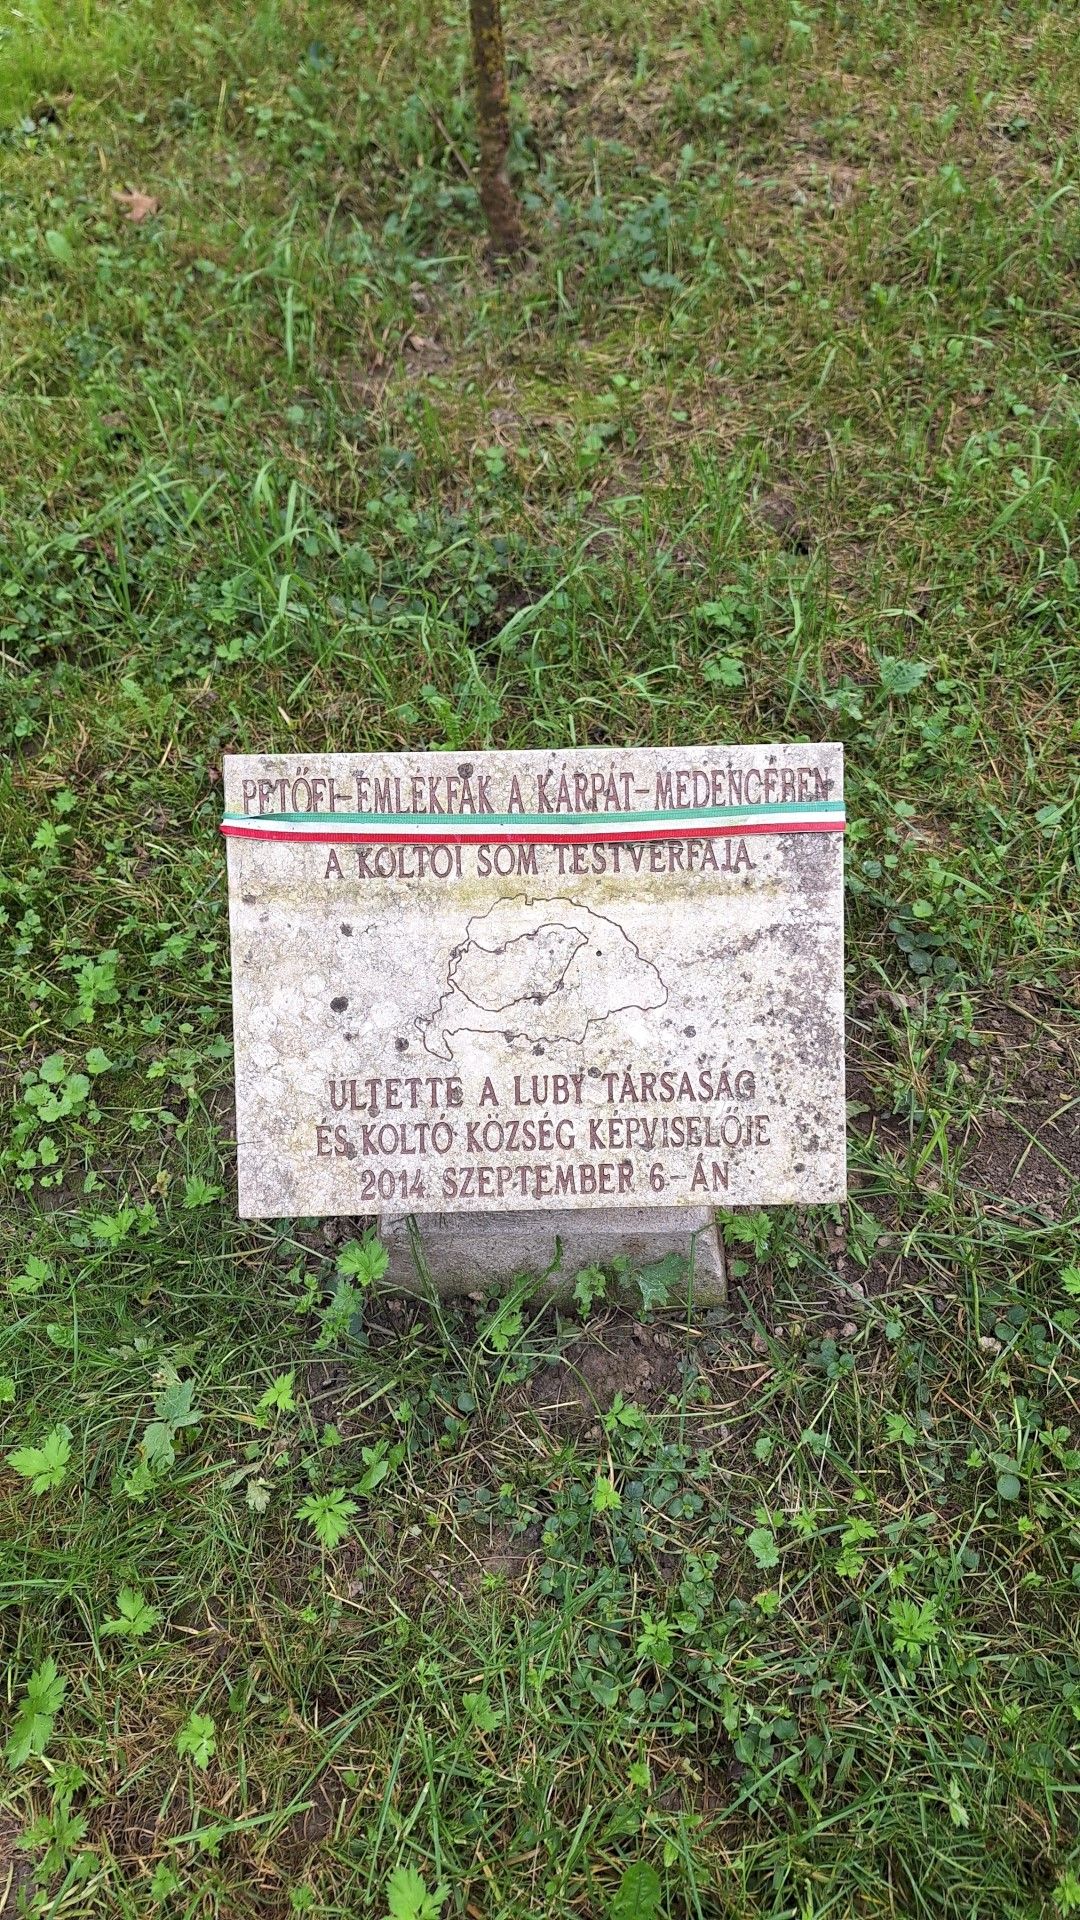 PETŐFI-EMLÉKFÁK A KÁRPÁT-MEDENCÉBEN
A KOLTÓI SOM TESTVÉRFÁJA
ÜLTETTE A LUBY TÁRSASÁG
ÉS KOLTÓ KÖZSÉG KÉPVISELŐJE
2014 SZEPTEMBER 6-ÁN